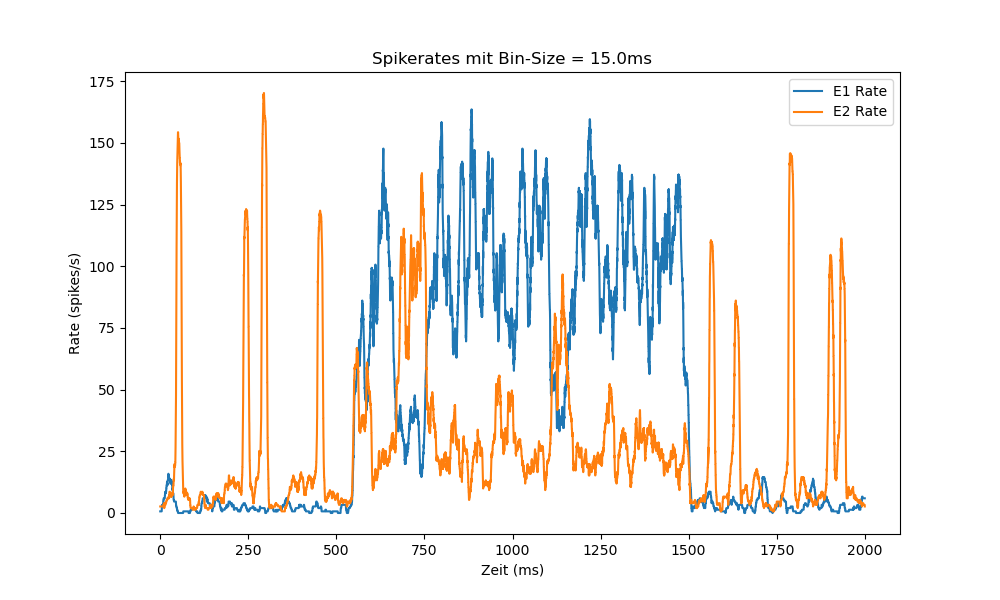 Spikerates mit Bin-Size = 15.0ms
E1 Rate
E2 Rate
Rate (spikes/s)
175
150
125
100
75
50
25
0
0 250 500 750 1000 1250 1500 1750 2000
Zeit (ms)